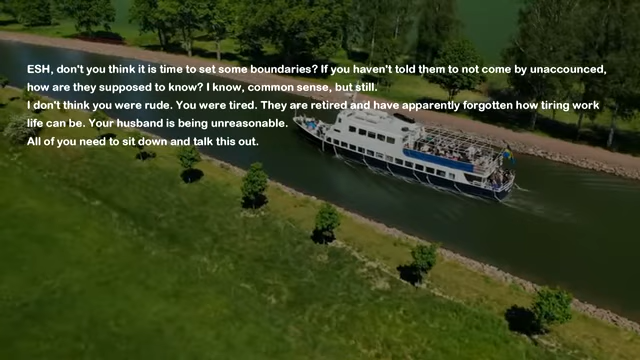 ESH, don't you think it is time to set some boundaries? If you haven't told them to not come by unaccounced,
how are they supposed to know? I know, common sense, but still.
I don't think you were rude. You were tired. They are retired and have apparently forgotten how tiring work
life can be. Your husband is being unreasonable.
All of you need to sit down and talk this out.